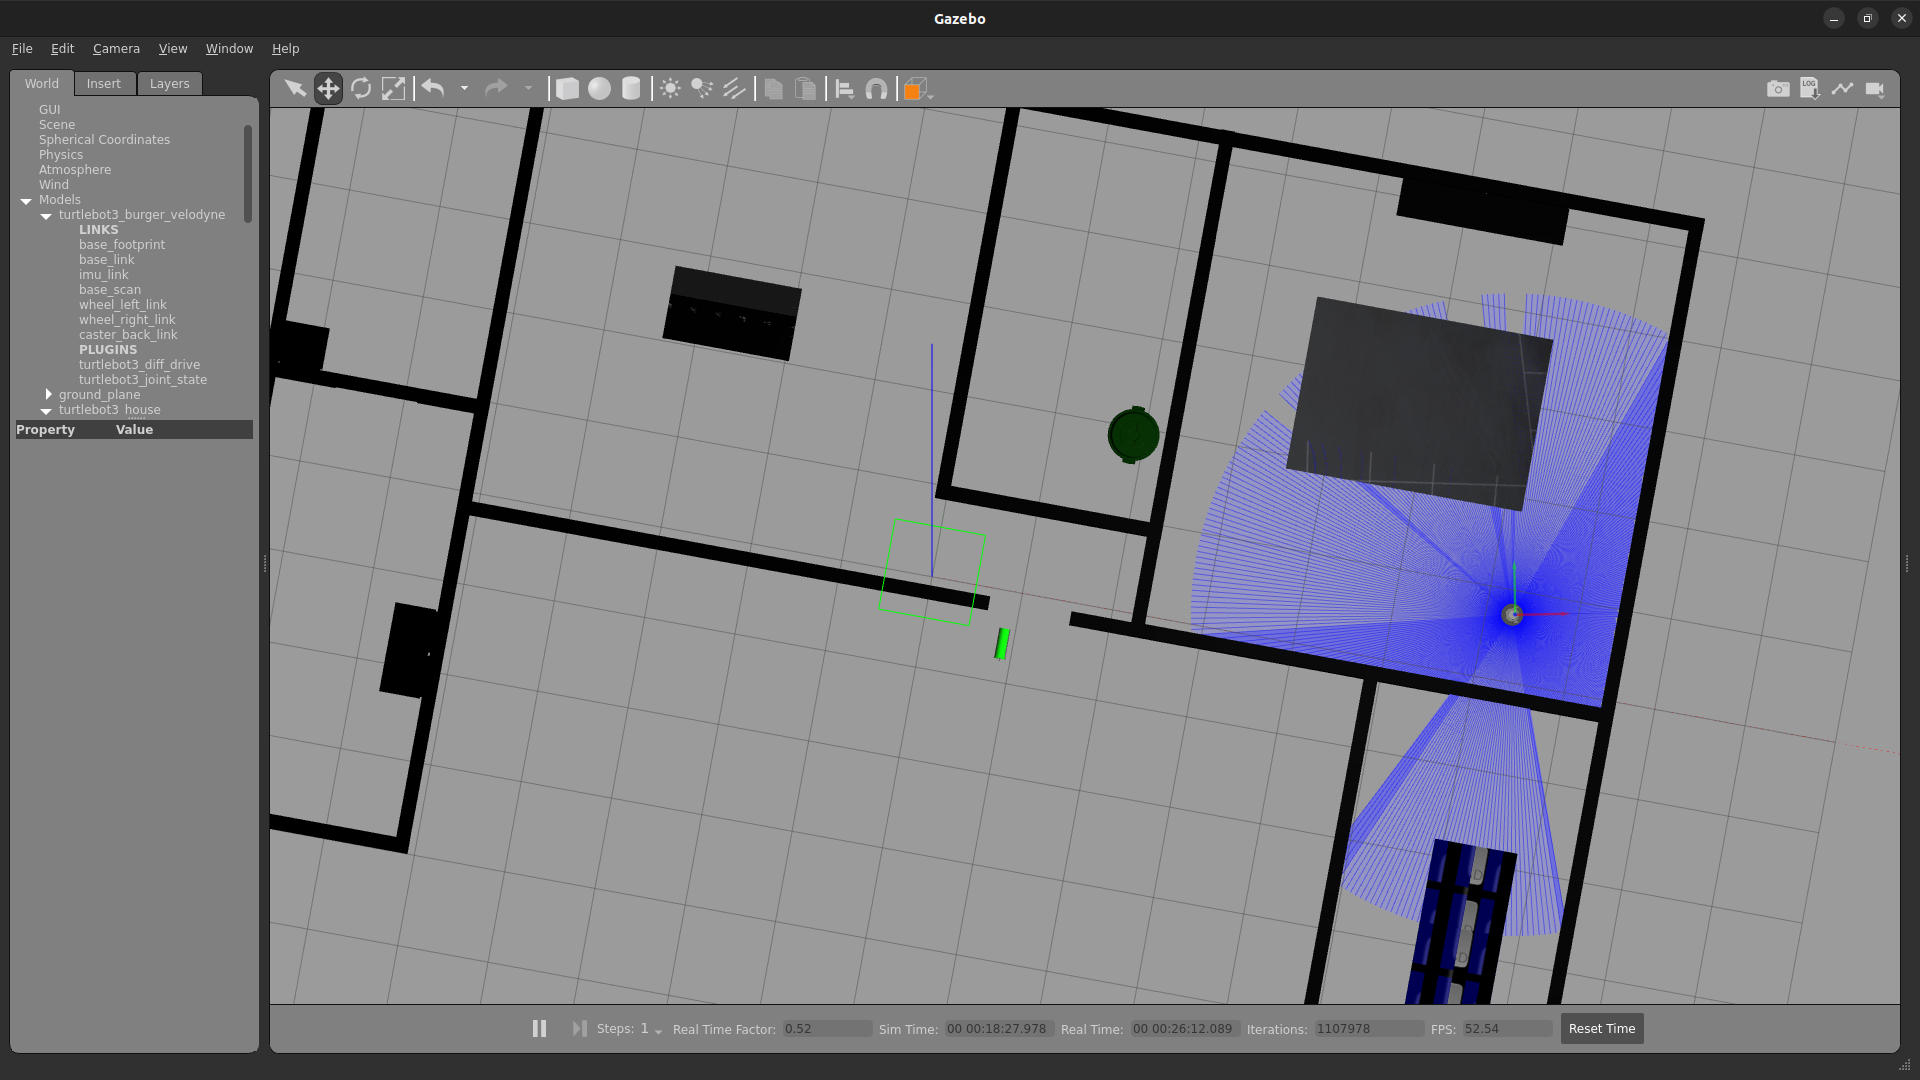 Gazebo
File Edit Camera View Window Help
World Insert Layers
GUI
Scene
Spherical Coordinates
Physics
Atmosphere
Wind
Models
turtlebot3_burger_velodyne
LINKS
base_footprint
base_link
imu_link
base_scan
wheel_left_link
wheel_right_link
caster_back_link
PLUGINS
turtlebot3_diff_drive
turtlebot3_joint_state
ground_plane
turtlebot3_house
Property Value
LOG
Steps: 1 Real Time Factor: 0.52 Sim Time: 00 00:18:27.978 Real Time: 00 00:26:12.089 Iterations: 1107978 FPS: 52.54 Reset Time